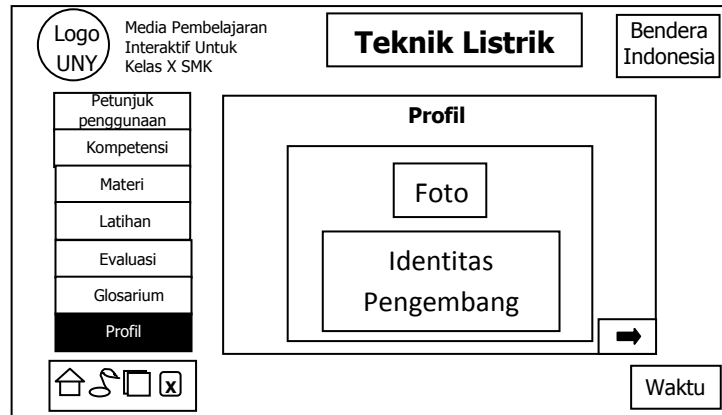 Logo
UNY
Media Pembelajaran
Interaktif Untuk
Kelas X SMK
Teknik Listrik
Bendera
Indonesia
Petunjuk
penggunaan
Kompetensi
Materi
Latihan
Evaluasi
Glosarium
Profil
Profil
Foto
Identitas
Pengembang
x
Waktu